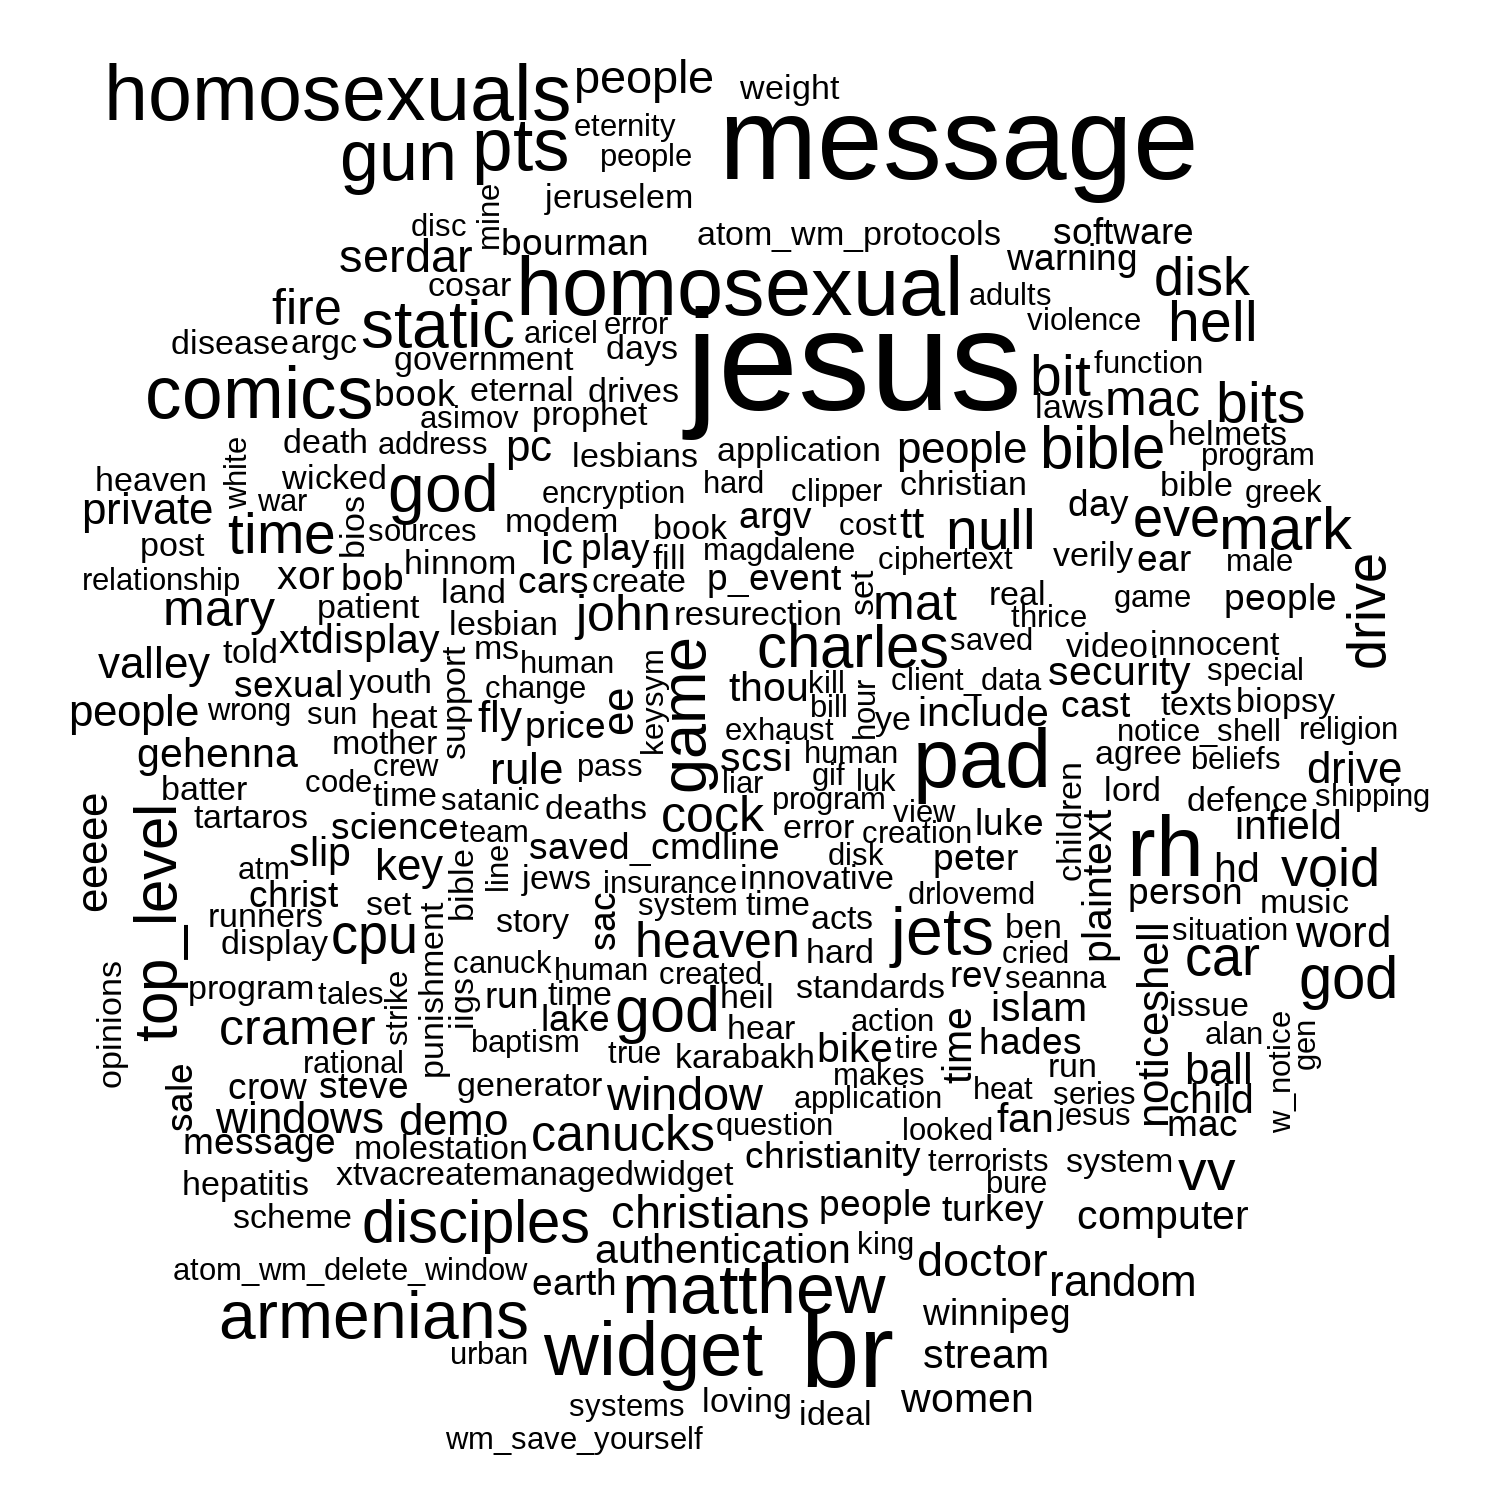 homosexuals people weight
gun pts eternity message
people
mine jeruselem
disc
serdar bourman atom_wm_protocols software
warning
cosar homosexual adults disk
fire static aricel error violence hell
disease argc days jesus
government bit function
comics book eternal drives mac bits
asimov prophet laws
death address pc lesbians application people bible helmets
white program
heaven wicked god encryption hard clipper christian bible greek
private war bios modem book argv cost tt null day eve mark
post time sources
hinnom ic play fill magdalene ciphertext verily ear male drive
relationship xor bob land cars create p_event set real game people
mary patient lesbian john resurection mat thrice
valley told xtdisplay ms charles saved video innocent
support human keysym game security special
sexual youth change thou kill hour client_data
people wrong sun heat fly price ee bill ye include cast texts biopsy
mother exhaust notice_shell religion
gehenna crew rule pass scsi human pad agree beliefs drive
batter code time satanic deaths liar gif luk children lord defence shipping
tartaros program view
eeeee top_level science team cock error creation luke plaintext rh infield
slip saved_cmdline disk peter
atm key bible line jews insurance innovative hd void
christ set drlovemd person music
runners story sac system time acts jets ben situation word
display cpu heaven hard cried car
canuck human created noticeshell
opinions program tales strike punishment iigs run time god heil standards rev seanna god
cramer lake hear action time islam issue
rational baptism true karabakh bike tire hades alan w_notice gen
sale crow steve generator window makes heat run ball
windows demo application series child
message molestation canucks question looked fan jesus mac
xtvacreatemanagedwidget christianity terrorists system vv
hepatitis bure
scheme disciples christians people turkey computer
authentication king doctor
atom_wm_delete_window earth matthew random
armenians winnipeg
urban widget br stream
systems loving ideal women
wm_save_yourself